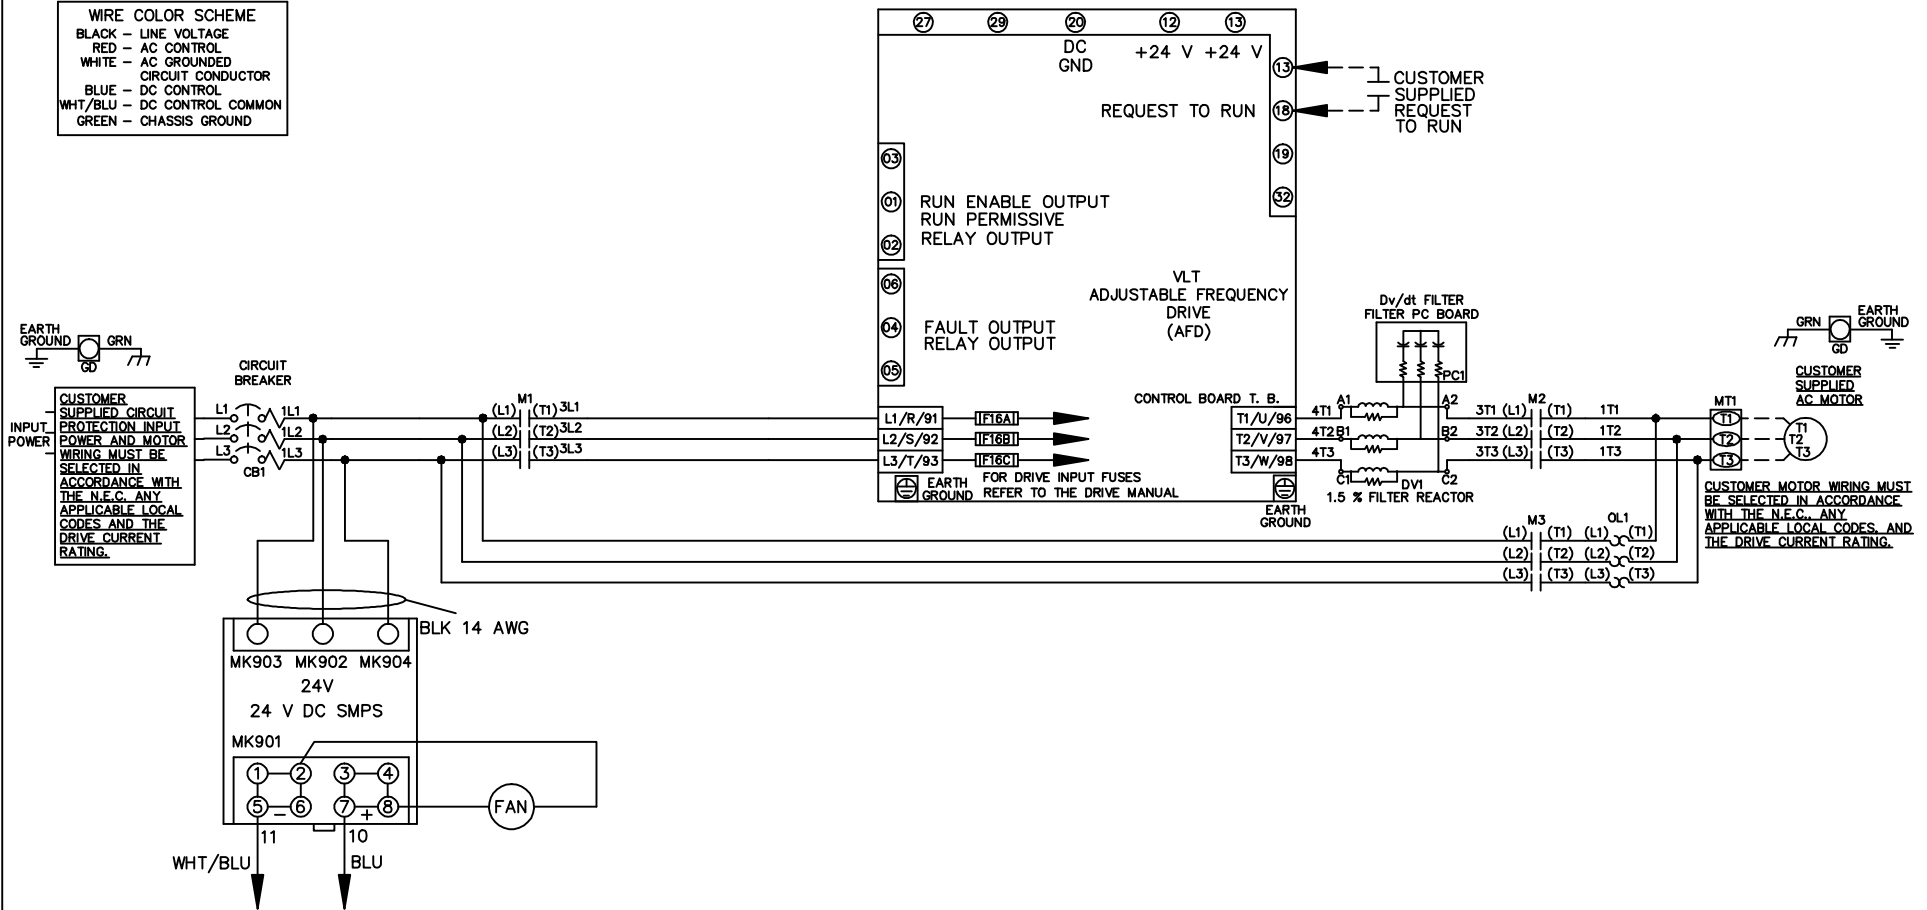 WIRE COLOR SCHEME
BLACK – LINE VOLTAGE
RED – AC CONTROL
WHITE – AC GROUNDED
CIRCUIT CONDUCTOR
BLUE – DC CONTROL
WHT/BLU – DC CONTROL COMMON
GREEN – CHASSIS GROUND
27 29 20 12 13
DC
GND
+24 V +24 V
13
18
19
32
REQUEST TO RUN
CUSTOMER
SUPPLIED
REQUEST
TO RUN
03
01
02
RUN ENABLE OUTPUT
RUN PERMISSIVE
RELAY OUTPUT
06
04
05
FAULT OUTPUT
RELAY OUTPUT
VLT
ADJUSTABLE FREQUENCY
DRIVE
(AFD)
CONTROL BOARD T. B.
L1/R/91
L2/S/92
L3/T/93
IF16A
IF16B
IF16C
EARTH
GROUND
FOR DRIVE INPUT FUSES
REFER TO THE DRIVE MANUAL
T1/U/96
T2/V/97
T3/W/98
EARTH
GROUND
EARTH
GROUND
GRN
GD
INPUT
POWER
CUSTOMER
SUPPLIED CIRCUIT
PROTECTION INPUT
POWER AND MOTOR
WIRING MUST BE
SELECTED IN
ACCORDANCE WITH
THE N.E.C. ANY
APPLICABLE LOCAL
CODES AND THE
DRIVE CURRENT
RATING.
CIRCUIT
BREAKER
L1 1L1
L2 1L2
L3 1L3
CB1
M1
(L1) (T1) 3L1
(L2) (T2) 3L2
(L3) (T3) 3L3
Dv/dt FILTER
FILTER PC BOARD
PC1
4T1 A1 A2
4T2 B1 B2
4T3 C1 C2
DV1
1.5 % FILTER REACTOR
M2
3T1 (L1) (T1) 1T1
3T2 (L2) (T2) 1T2
3T3 (L3) (T3) 1T3
M3 OL1
(L1) (T1) (L1) (T1)
(L2) (T2) (L2) (T2)
(L3) (T3) (L3) (T3)
MT1
T1
T2
T3
T1
T2
T3
GRN
GD
EARTH
GROUND
CUSTOMER
SUPPLIED
AC MOTOR
CUSTOMER MOTOR WIRING MUST
BE SELECTED IN ACCORDANCE
WITH THE N.E.C., ANY
APPLICABLE LOCAL CODES, AND
THE DRIVE CURRENT RATING.
BLK 14 AWG
MK903 MK902 MK904
24V
24 V DC SMPS
MK901
1 2 3 4
5 6 7 8
– +
FAN
11 10
WHT/BLU BLU